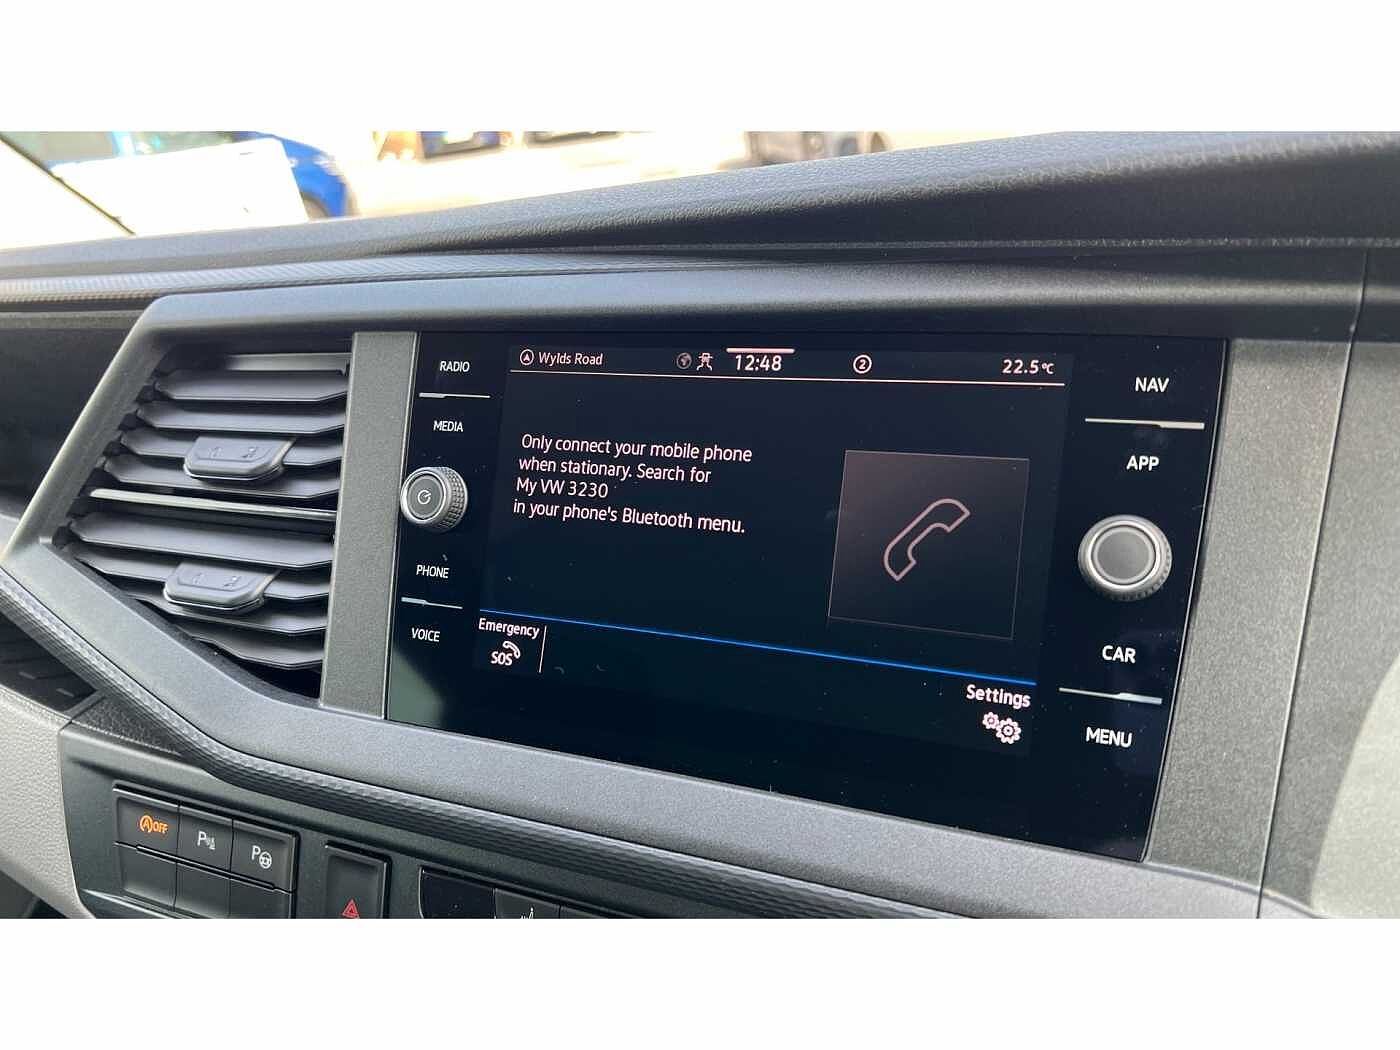 RADIO
MEDIA
PHONE
VOICE
Wylds Road
12:48
2
22.5°C
Only connect your mobile phone
when stationary. Search for
My VW 3230
in your phone's Bluetooth menu.
Emergency
SOS
Settings
NAV
APP
CAR
MENU
A OFF
P
P